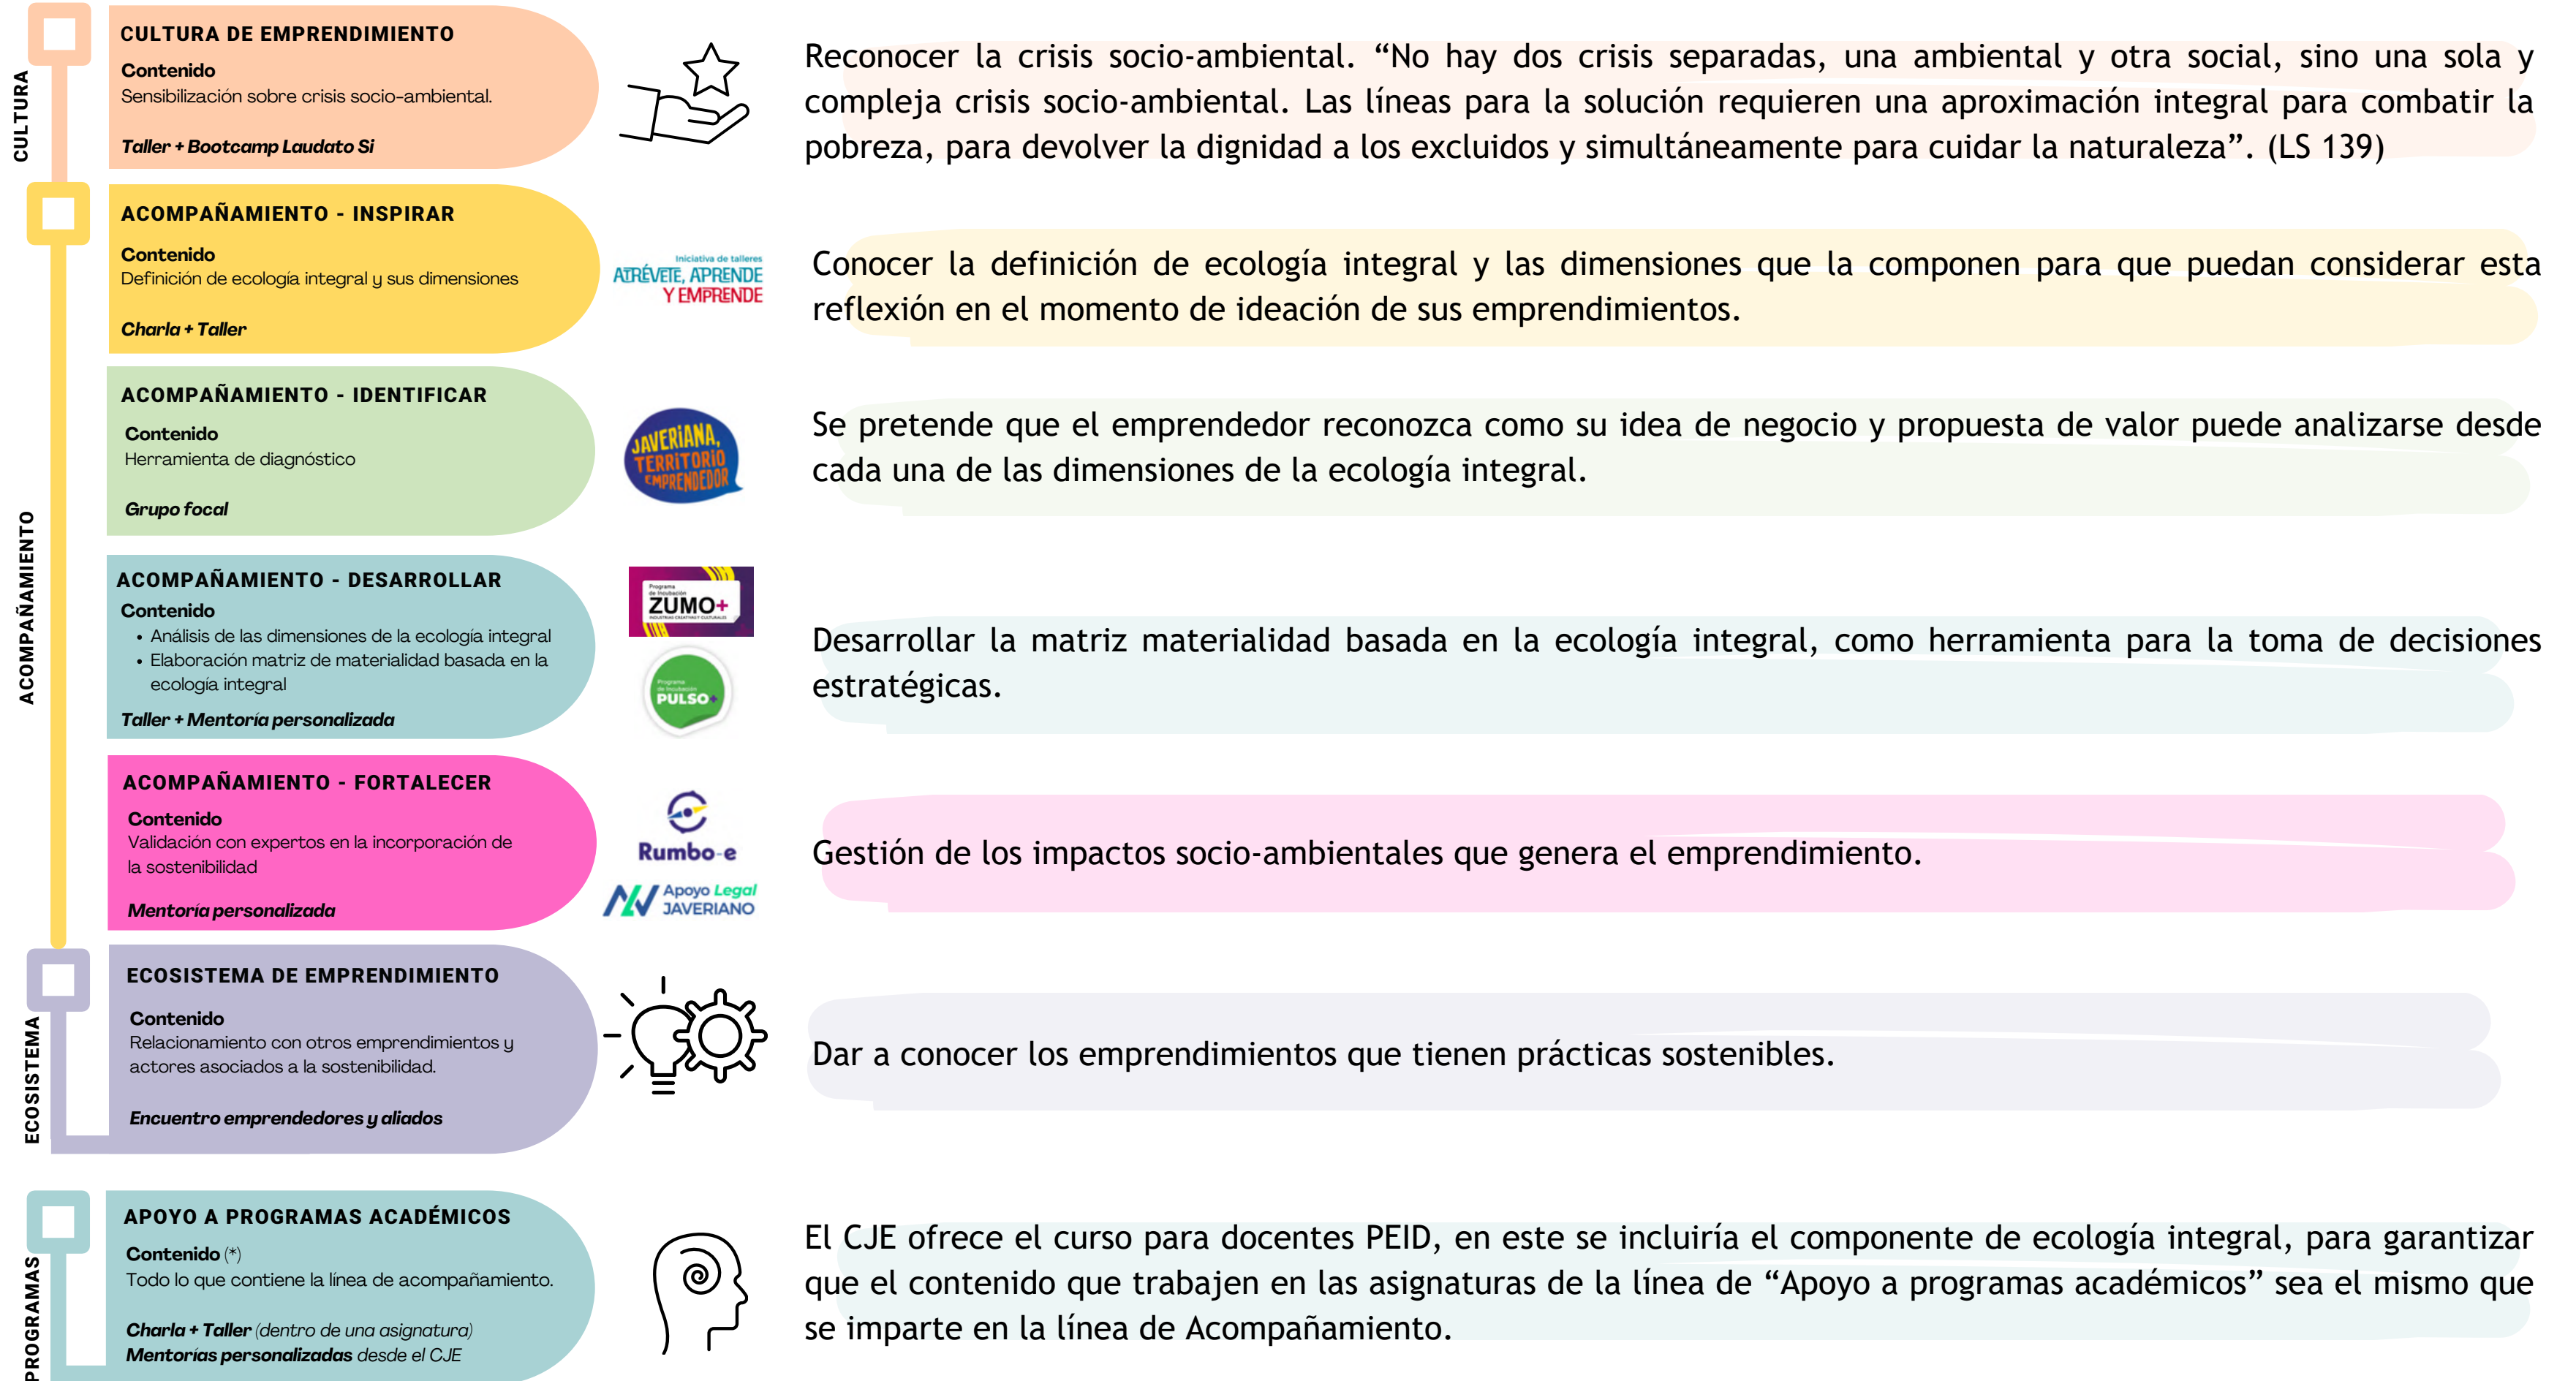 CULTURA
CULTURA DE EMPRENDIMIENTO
Contenido
Sensibilización sobre crisis socio-ambiental.
Taller + Bootcamp Laudato Si
Reconocer la crisis socio-ambiental. “No hay dos crisis separadas, una ambiental y otra social, sino una sola y
compleja crisis socio-ambiental. Las líneas para la solución requieren una aproximación integral para combatir la
pobreza, para devolver la dignidad a los excluidos y simultáneamente para cuidar la naturaleza”. (LS 139)
ACOMPAÑAMIENTO
ACOMPAÑAMIENTO - INSPIRAR
Contenido
Definición de ecología integral y sus dimensiones
Charla + Taller
Iniciativa de talleres
ATRÉVETE, APRENDE
Y EMPRENDE
Conocer la definición de ecología integral y las dimensiones que la componen para que puedan considerar esta
reflexión en el momento de ideación de sus emprendimientos.
ACOMPAÑAMIENTO - IDENTIFICAR
Contenido
Herramienta de diagnóstico
Grupo focal
JAVERIANA,
TERRITORIO
EMPRENDEDOR
Se pretende que el emprendedor reconozca como su idea de negocio y propuesta de valor puede analizarse desde
cada una de las dimensiones de la ecología integral.
ACOMPAÑAMIENTO - DESARROLLAR
Contenido
• Análisis de las dimensiones de la ecología integral
• Elaboración matriz de materialidad basada en la
ecología integral
Taller + Mentoría personalizada
Programa
de Incubación
ZUMO+
INDUSTRIAS CREATIVAS Y CULTURALES
Programa
de Incubación
PULSO+
Desarrollar la matriz materialidad basada en la ecología integral, como herramienta para la toma de decisiones
estratégicas.
ACOMPAÑAMIENTO - FORTALECER
Contenido
Validación con expertos en la incorporación de
la sostenibilidad
Mentoría personalizada
Rumbo-e
Apoyo Legal
JAVERIANO
Gestión de los impactos socio-ambientales que genera el emprendimiento.
ECOSISTEMA
ECOSISTEMA DE EMPRENDIMIENTO
Contenido
Relacionamiento con otros emprendimientos y
actores asociados a la sostenibilidad.
Encuentro emprendedores y aliados
Dar a conocer los emprendimientos que tienen prácticas sostenibles.
PROGRAMAS
APOYO A PROGRAMAS ACADÉMICOS
Contenido (*)
Todo lo que contiene la línea de acompañamiento.
Charla + Taller (dentro de una asignatura)
Mentorías personalizadas desde el CJE
El CJE ofrece el curso para docentes PEID, en este se incluiría el componente de ecología integral, para garantizar
que el contenido que trabajen en las asignaturas de la línea de “Apoyo a programas académicos” sea el mismo que
se imparte en la línea de Acompañamiento.